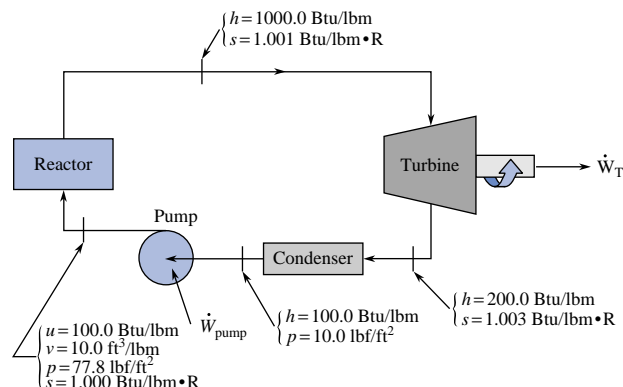 h = 1000.0 Btu/lbm
s = 1.001 Btu/lbm•R
Reactor
Turbine
Ẇ_T
Pump
Condenser
Ẇ_pump
h = 100.0 Btu/lbm
p = 10.0 lbf/ft²
h = 200.0 Btu/lbm
s = 1.003 Btu/lbm•R
u = 100.0 Btu/lbm
v = 10.0 ft³/lbm
p = 77.8 lbf/ft²
s = 1.000 Btu/lbm•R